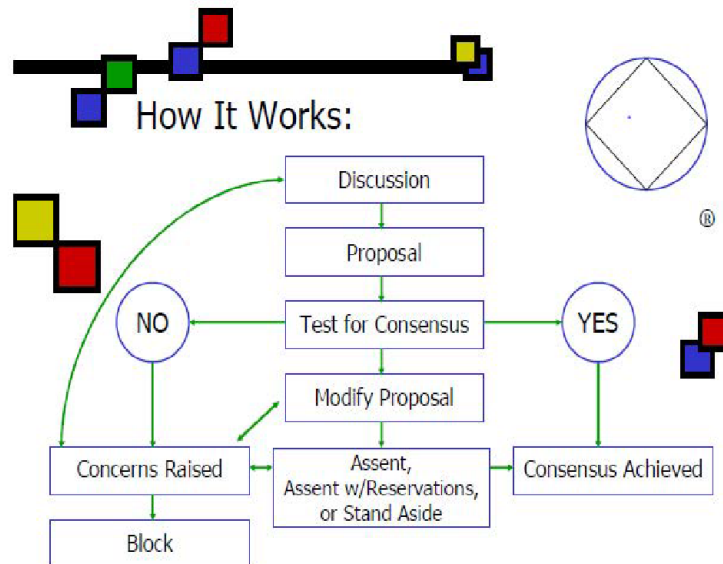 How It Works:
®
Discussion
Proposal
NO
Test for Consensus
YES
Modify Proposal
Concerns Raised
Assent,
Assent w/Reservations,
or Stand Aside
Consensus Achieved
Block